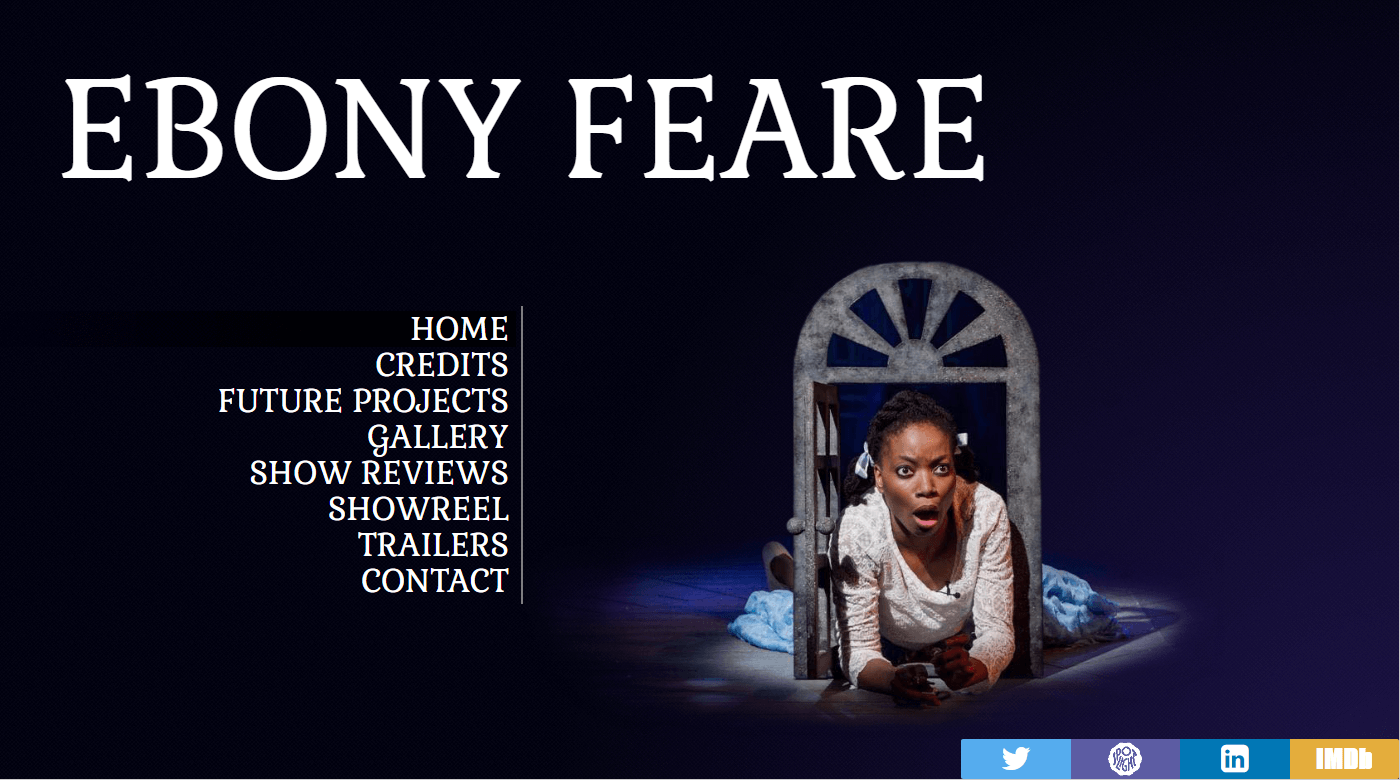 EBONY FEARE
HOME
CREDITS
FUTURE PROJECTS
GALLERY
SHOW REVIEWS
SHOWREEL
TRAILERS
CONTACT
SPOTLIGHT
in
IMDb